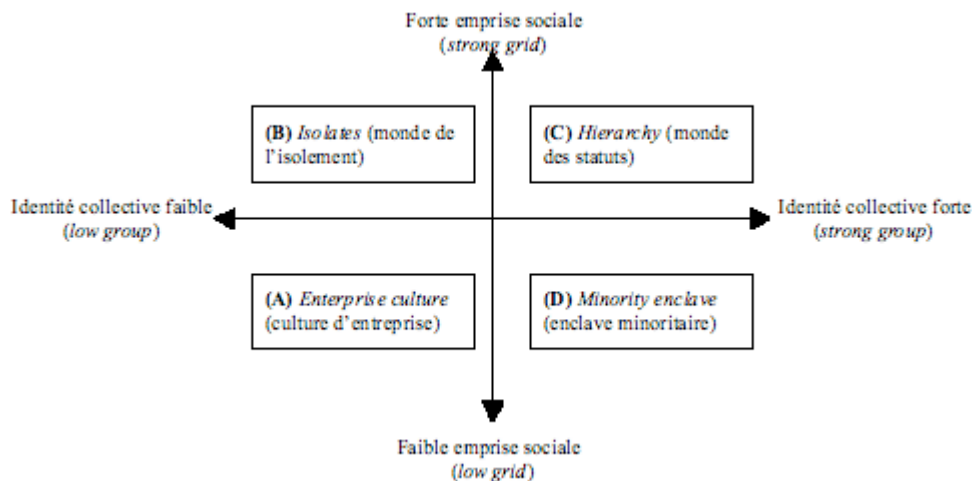 Forte emprise sociale
(strong grid)
(B) Isolates (monde de
l'isolement)
(C) Hierarchy (monde
des statuts)
Identité collective faible
(low group)
Identité collective forte
(strong group)
(A) Enterprise culture
(culture d'entreprise)
(D) Minority enclave
(enclave minoritaire)
Faible emprise sociale
(low grid)